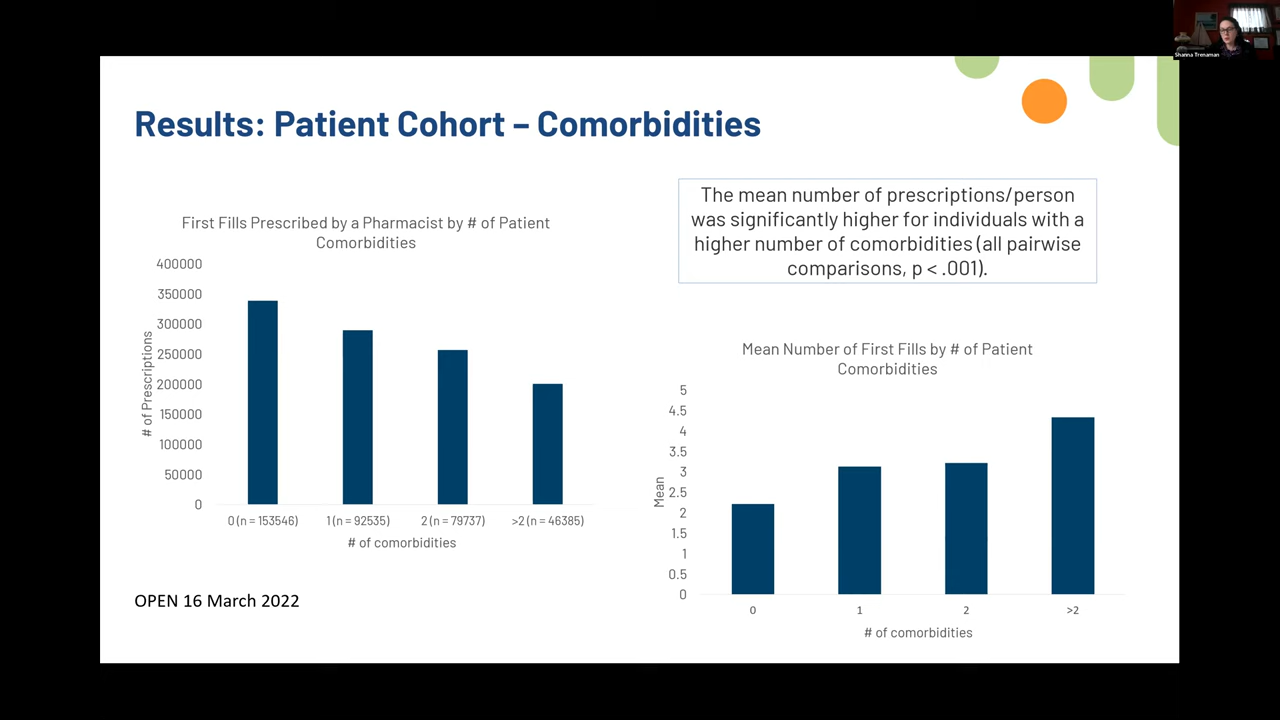 Shanna Trenaman
Results: Patient Cohort – Comorbidities
First Fills Prescribed by a Pharmacist by # of Patient
Comorbidities
400000
350000
300000
250000
200000
150000
100000
50000
0
# of Prescriptions
0 (n = 153546)
1 (n = 92535)
2 (n = 79737)
>2 (n = 46385)
# of comorbidities
The mean number of prescriptions/person
was significantly higher for individuals with a
higher number of comorbidities (all pairwise
comparisons, p < .001).
Mean Number of First Fills by # of Patient
Comorbidities
5
4.5
4
3.5
3
2.5
2
1.5
1
0.5
0
Mean
0
1
2
>2
# of comorbidities
OPEN 16 March 2022